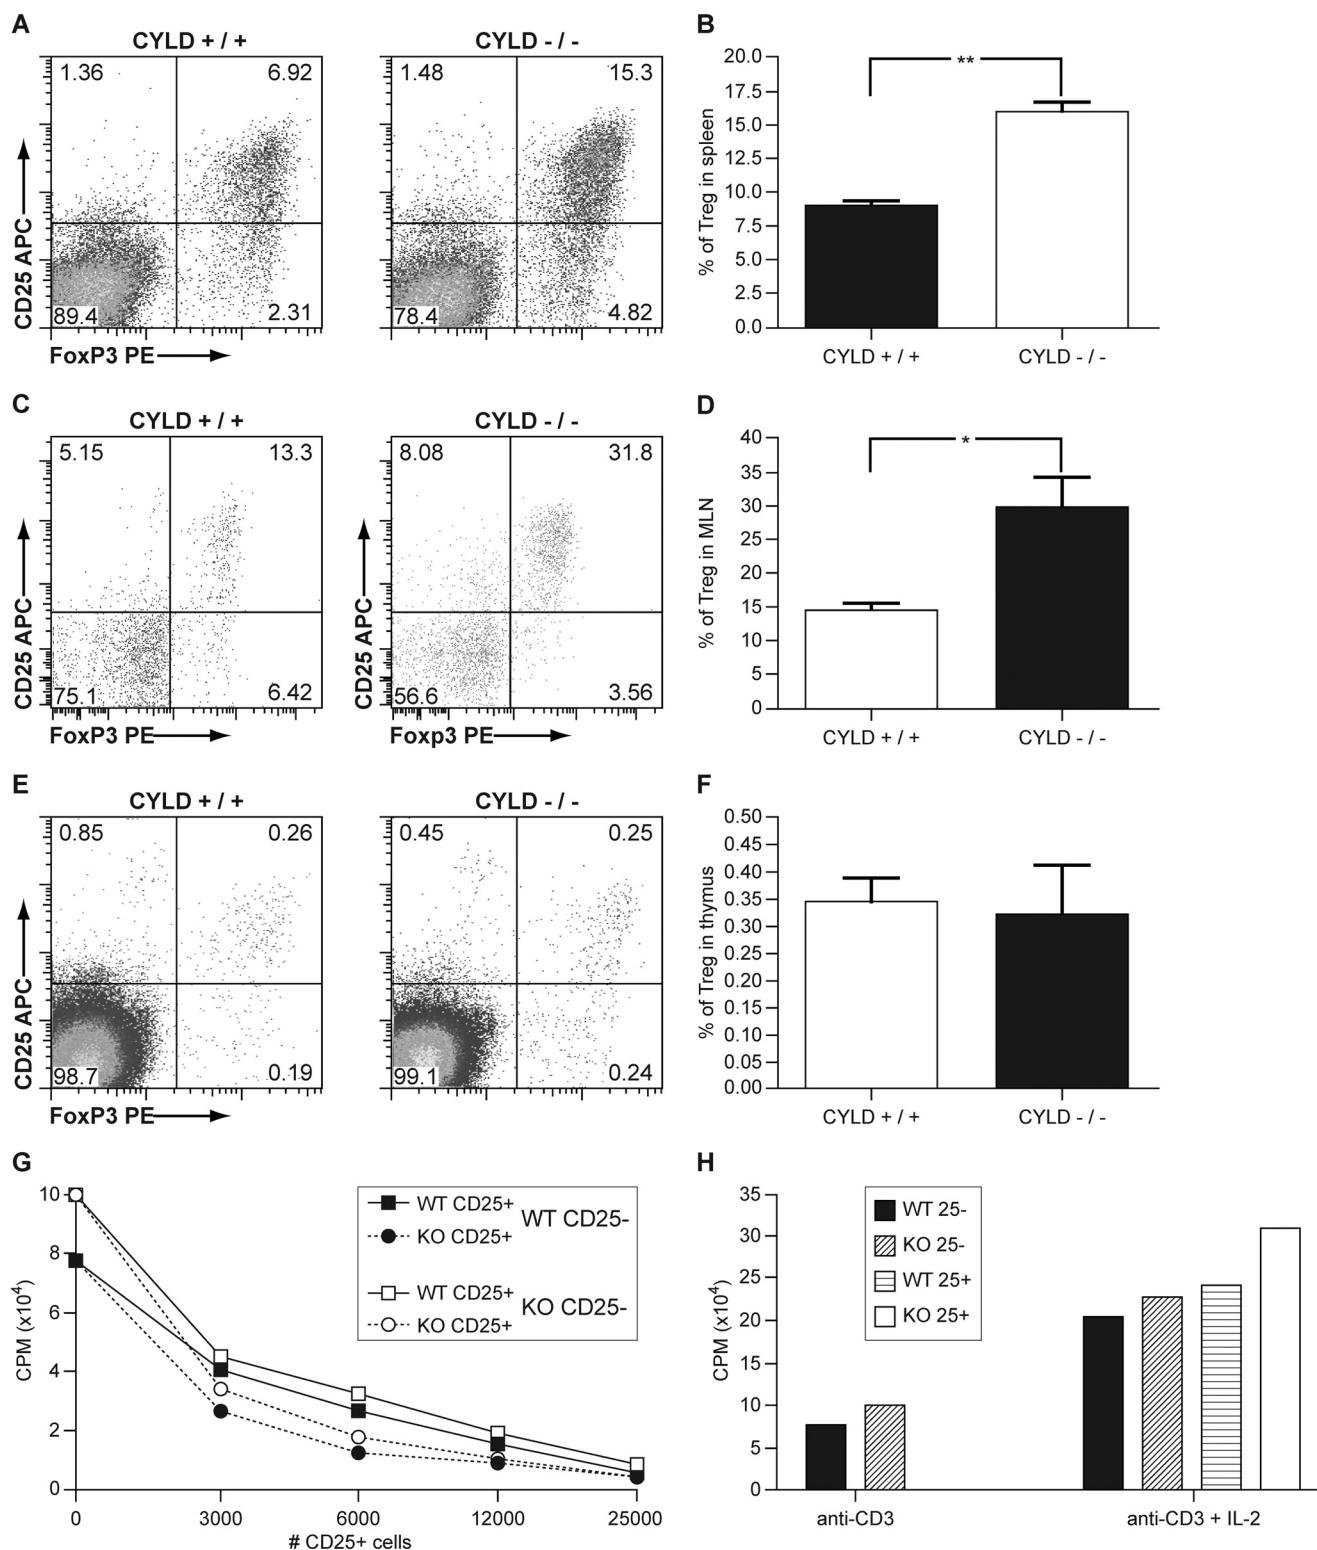 A
CYLD + / +
1.36
6.92
89.4
2.31
CD25 APC
FoxP3 PE
CYLD - / -
1.48
15.3
78.4
4.82
B
20.0
17.5
15.0
12.5
10.0
7.5
5.0
2.5
0.0
% of Treg in spleen
**
CYLD + / +
CYLD - / -
C
CYLD + / +
5.15
13.3
75.1
6.42
CD25 APC
FoxP3 PE
CYLD - / -
8.08
31.8
56.6
3.56
CD25 APC
Foxp3 PE
D
40
35
30
25
20
15
10
5
0
% of Treg in MLN
*
CYLD + / +
CYLD - / -
E
CYLD + / +
0.85
0.26
98.7
0.19
CD25 APC
FoxP3 PE
CYLD - / -
0.45
0.25
99.1
0.24
F
0.50
0.45
0.40
0.35
0.30
0.25
0.20
0.15
0.10
0.05
0.00
% of Treg in thymus
CYLD + / +
CYLD - / -
G
10
8
6
4
2
0
CPM (x10⁴)
WT CD25+
KO CD25+
WT CD25-
WT CD25+
KO CD25+
KO CD25-
0 3000 6000 12000 25000
# CD25+ cells
H
35
30
25
20
15
10
5
0
CPM (x10⁴)
WT 25-
KO 25-
WT 25+
KO 25+
anti-CD3
anti-CD3 + IL-2